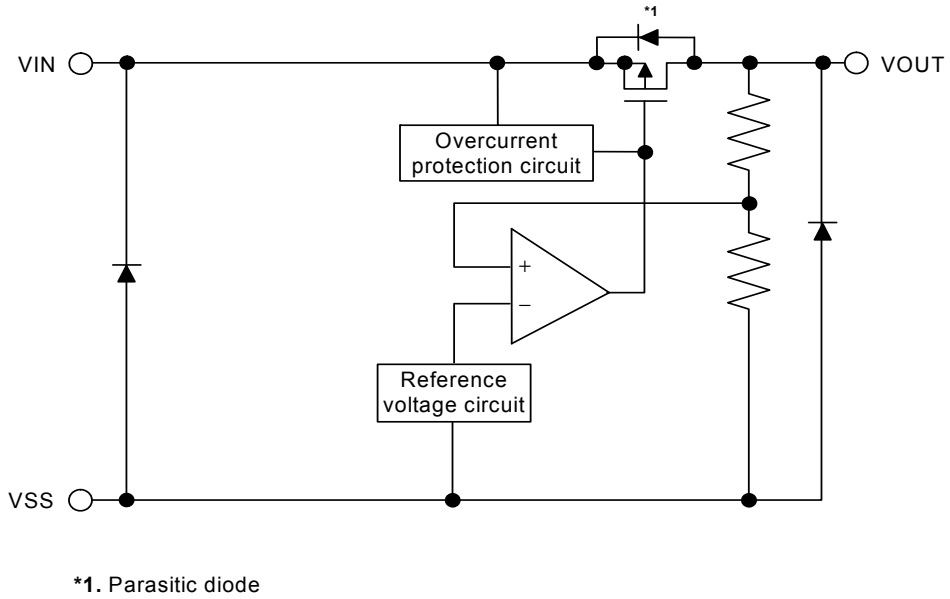 *1
VIN
VOUT
Overcurrent
protection circuit
+
−
Reference
voltage circuit
VSS
*1. Parasitic diode